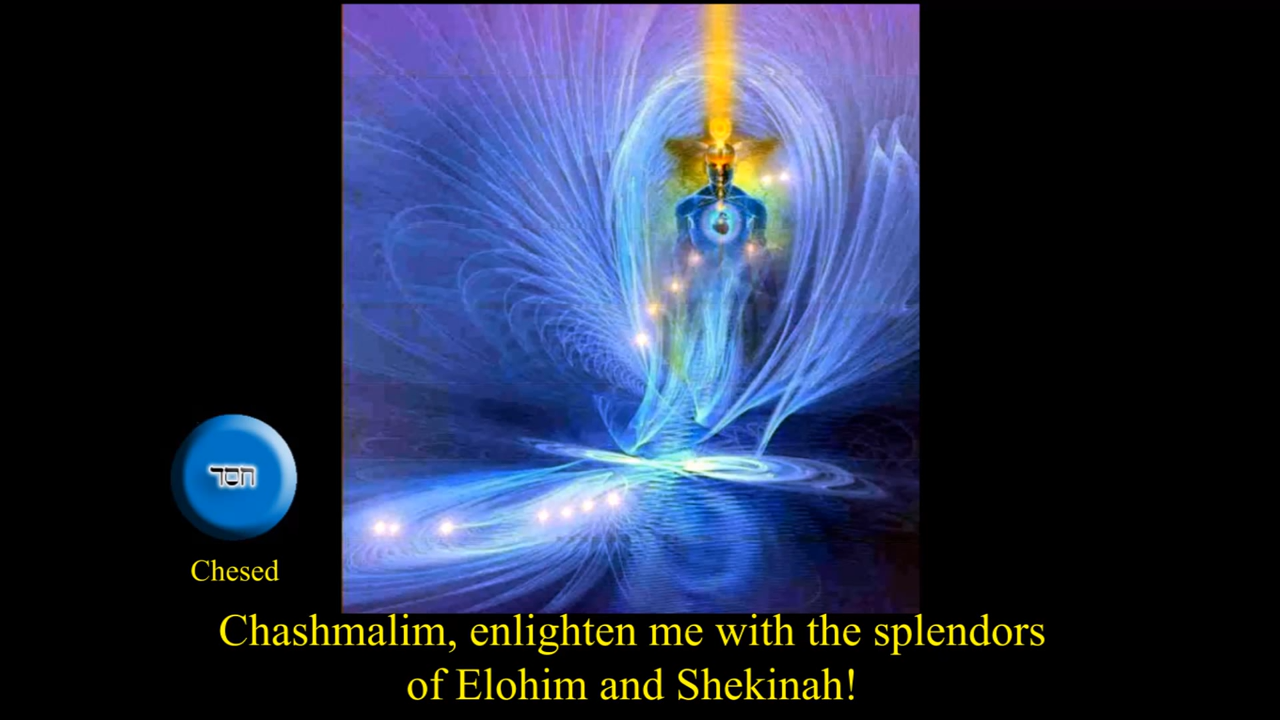 חסד
Chesed
Chashmalim, enlighten me with the splendors
of Elohim and Shekinah!